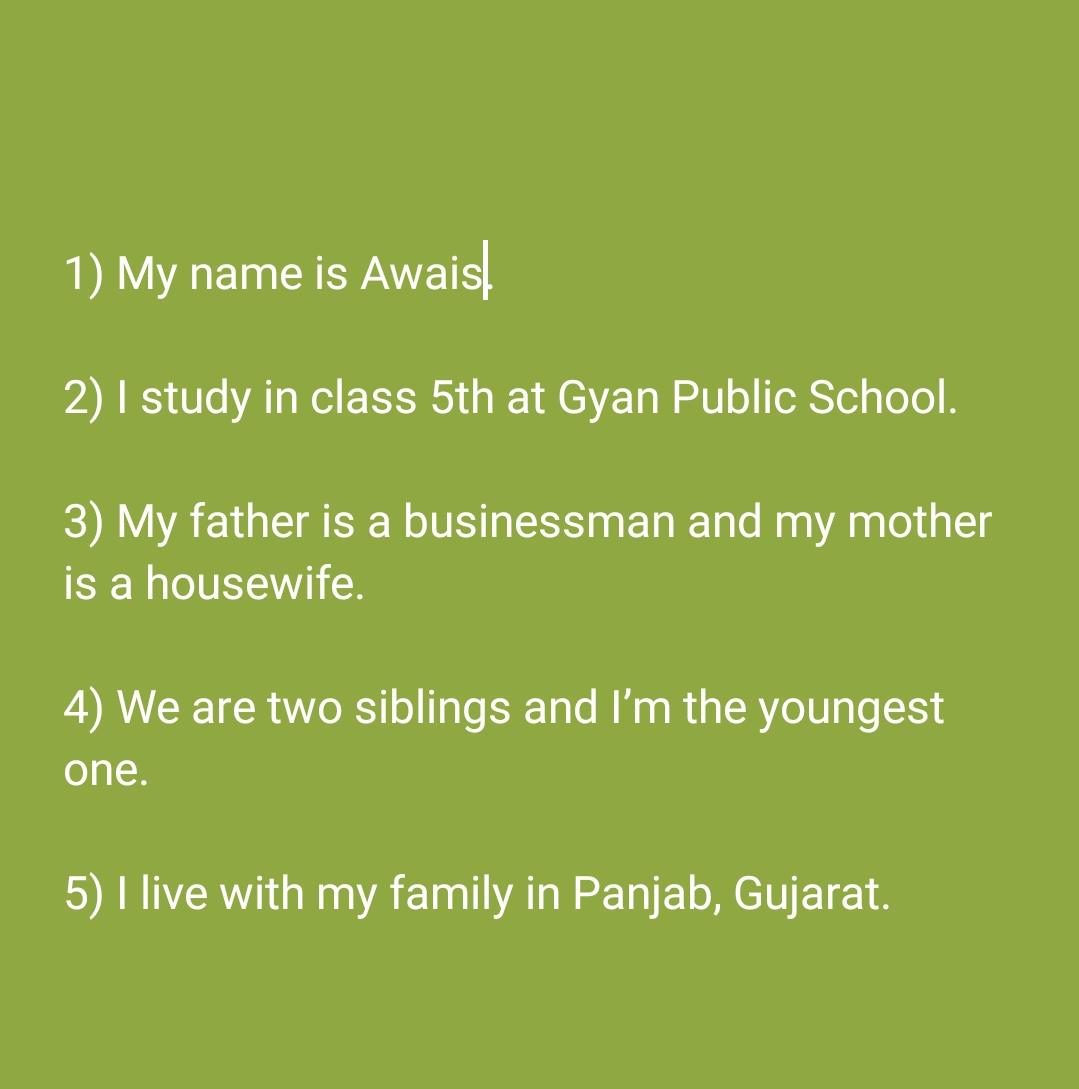 1) My name is Awais.
2) I study in class 5th at Gyan Public School.
3) My father is a businessman and my mother
is a housewife.
4) We are two siblings and I’m the youngest
one.
5) I live with my family in Panjab, Gujarat.